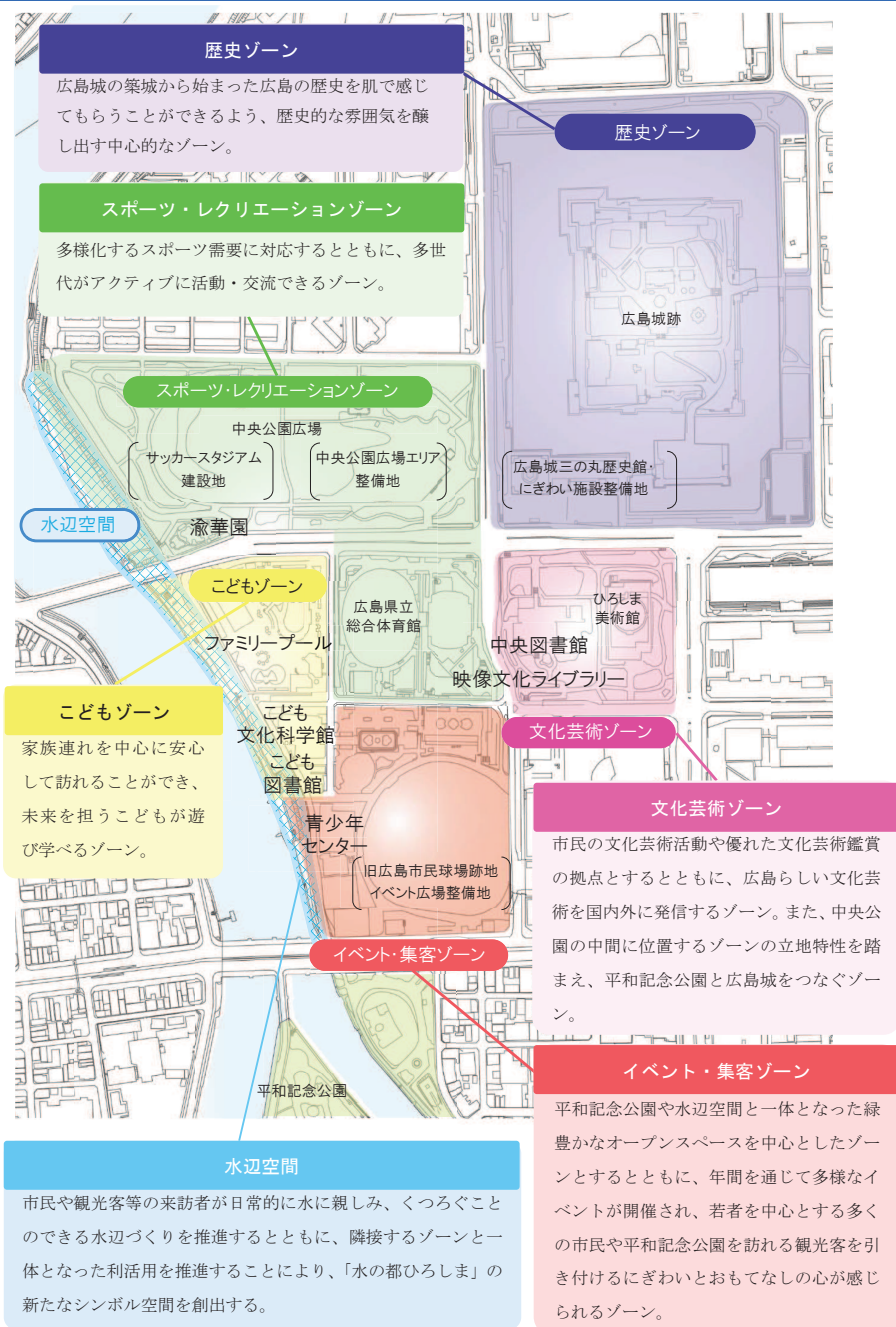 歴史ゾーン
広島城の築城から始まった広島の歴史を肌で感じ
てもらうことができるよう、歴史的な雰囲気を醸
し出す中心的なゾーン。
歴史ゾーン
スポーツ・レクリエーションゾーン
多様化するスポーツ需要に対応するとともに、多世
代がアクティブに活動・交流できるゾーン。
広島城跡
スポーツ・レクリエーションゾーン
中央公園広場
サッカースタジアム
建設地
中央公園広場エリア
整備地
広島城三の丸歴史館・
にぎわい施設整備地
水辺空間
渝華園
こどもゾーン
広島県立
総合体育館
ひろしま
美術館
ファミリープール
中央図書館
映像文化ライブラリー
こどもゾーン
家族連れを中心に安心
して訪れることができ、
未来を担うこどもが遊
び学べるゾーン。
こども
文化科学館
こども
図書館
文化芸術ゾーン
青少年
センター
旧広島市民球場跡地
イベント広場整備地
文化芸術ゾーン
市民の文化芸術活動や優れた文化芸術鑑賞
の拠点とするとともに、広島らしい文化芸
術を国内外に発信するゾーン。また、中央公
園の中間に位置するゾーンの立地特性を踏
まえ、平和記念公園と広島城をつなぐゾー
ン。
イベント・集客ゾーン
平和記念公園
イベント・集客ゾーン
平和記念公園や水辺空間と一体となった緑
豊かなオープンスペースを中心としたゾー
ンとするとともに、年間を通じて多様なイ
ベントが開催され、若者を中心とする多く
の市民や平和記念公園を訪れる観光客を引
き付けるにぎわいとおもてなしの心が感じ
られるゾーン。
水辺空間
市民や観光客等の来訪者が日常的に水に親しみ、くつろぐこと
のできる水辺づくりを推進するとともに、隣接するゾーンと一
体となった利活用を推進することにより、「水の都ひろしま」の
新たなシンボル空間を創出する。